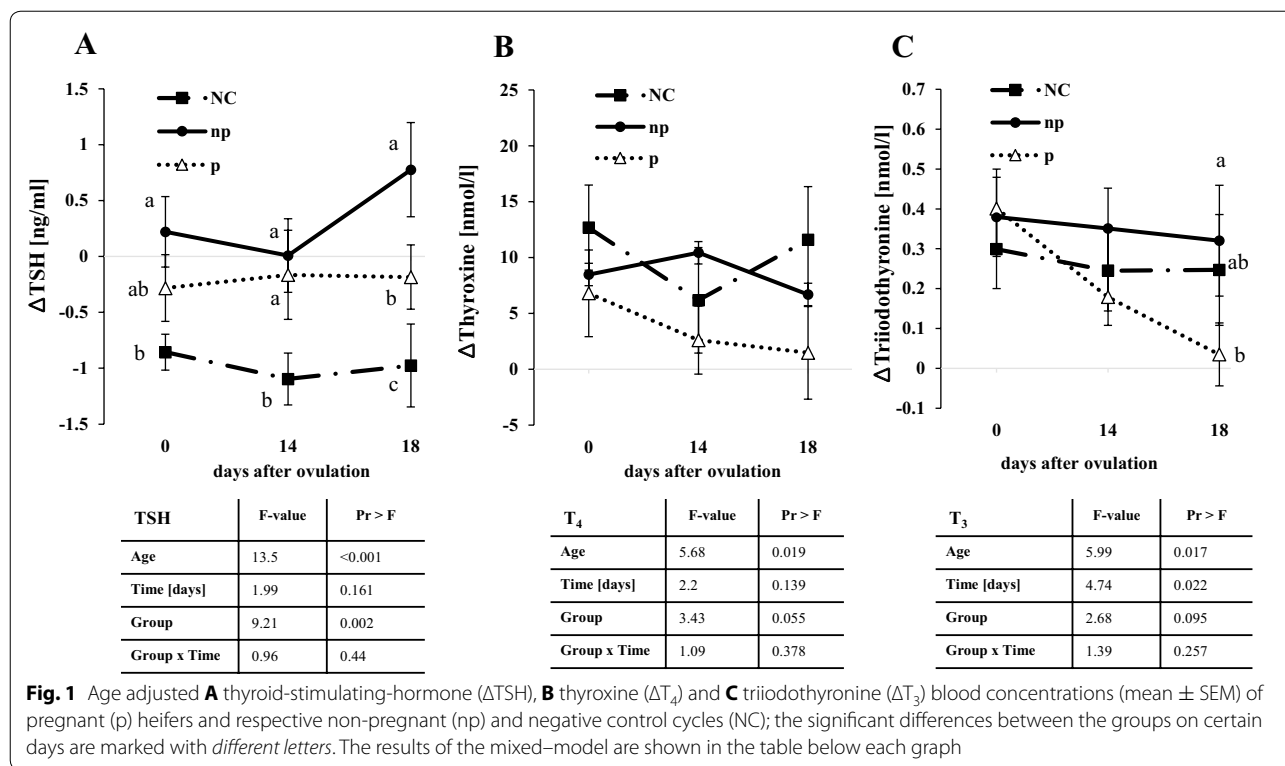 A
NC
np
p
ΔTSH [ng/ml]
1.5
1
0.5
0
-0.5
-1
-1.5
a
a
a
ab
a
b
b
b
c
0 14 18
days after ovulation
B
NC
np
p
ΔThyroxine [nmol/l]
25
20
15
10
5
0
-5
0 14 18
days after ovulation
C
NC
np
p
ΔTriiodothyronine [nmol/l]
0.7
0.6
0.5
0.4
0.3
0.2
0.1
0
-0.1
a
ab
b
0 14 18
days after ovulation
TSH F-value Pr > F
Age 13.5 <0.001
Time [days] 1.99 0.161
Group 9.21 0.002
Group x Time 0.96 0.44
T4 F-value Pr > F
Age 5.68 0.019
Time [days] 2.2 0.139
Group 3.43 0.055
Group x Time 1.09 0.378
T3 F-value Pr > F
Age 5.99 0.017
Time [days] 4.74 0.022
Group 2.68 0.095
Group x Time 1.39 0.257
Fig. 1 Age adjusted A thyroid-stimulating-hormone (ΔTSH), B thyroxine (ΔT4) and C triiodothyronine (ΔT3) blood concentrations (mean ± SEM) of
pregnant (p) heifers and respective non-pregnant (np) and negative control cycles (NC); the significant differences between the groups on certain
days are marked with different letters. The results of the mixed–model are shown in the table below each graph